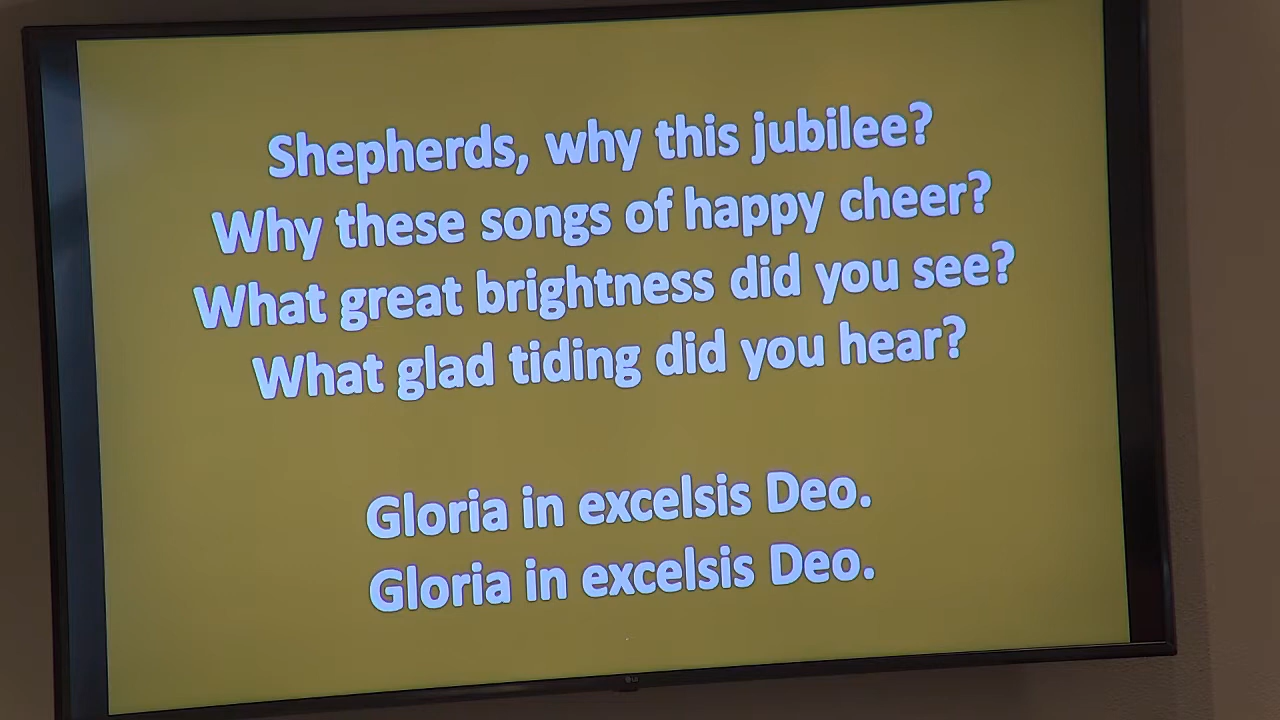 Shepherds, why this jubilee?
Why these songs of happy cheer?
What great brightness did you see?
What glad tiding did you hear?
Gloria in excelsis Deo.
Gloria in excelsis Deo.
LG